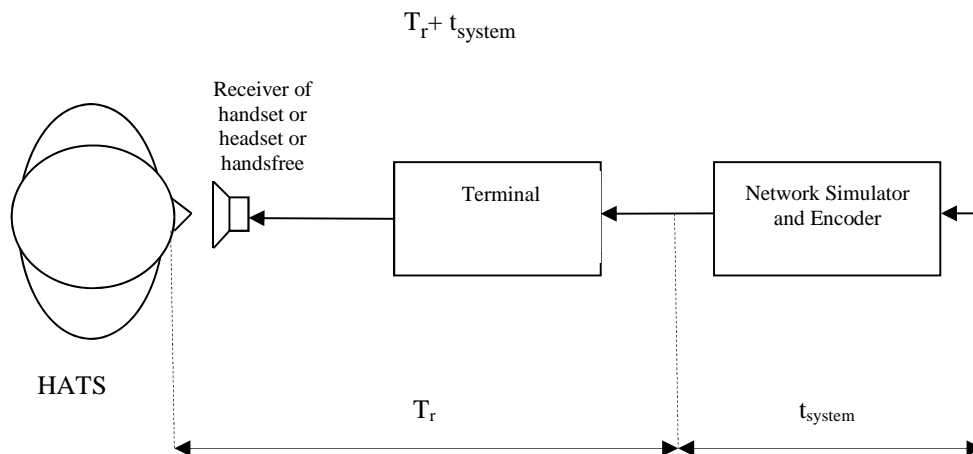 Tr+ tsystem
Receiver of
handset or
headset or
handsfree
Terminal
Network Simulator
and Encoder
HATS
Tr
tsystem